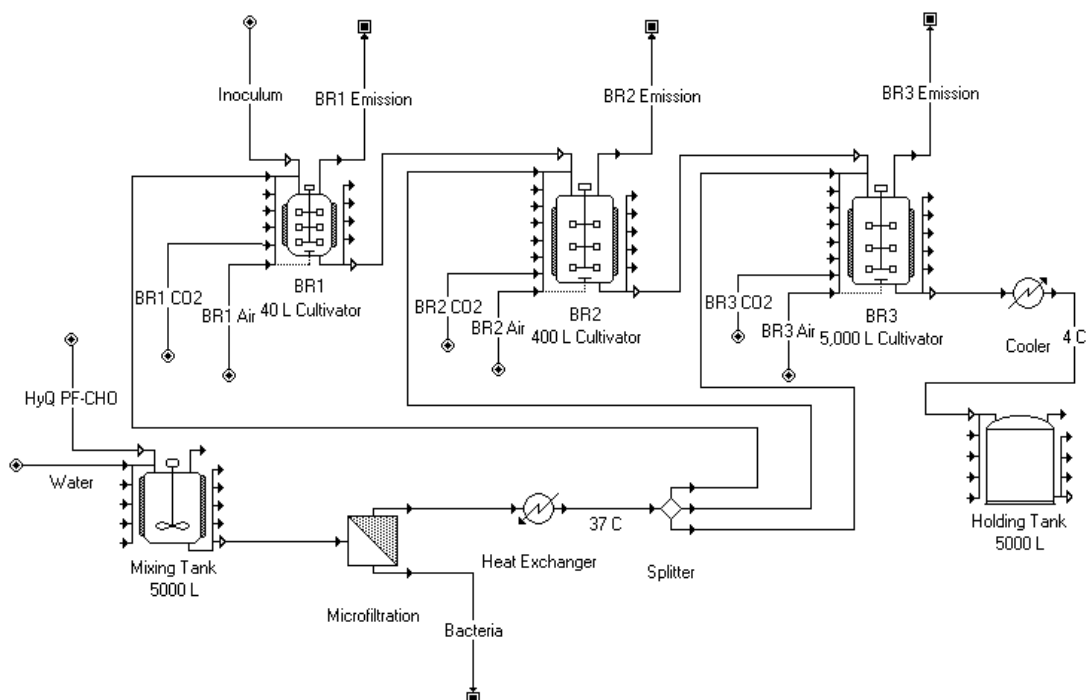 Inoculum
BR1 Emission
BR2 Emission
BR3 Emission
BR1 CO2
BR1 Air
BR1
40 L Cultivator
BR2 CO2
BR2 Air
BR2
400 L Cultivator
BR3 CO2
BR3 Air
BR3
5,000 L Cultivator
Cooler
4 C
HyQ PF-CHO
Water
Mixing Tank
5000 L
Microfiltration
Bacteria
Heat Exchanger
37 C
Splitter
Holding Tank
5000 L